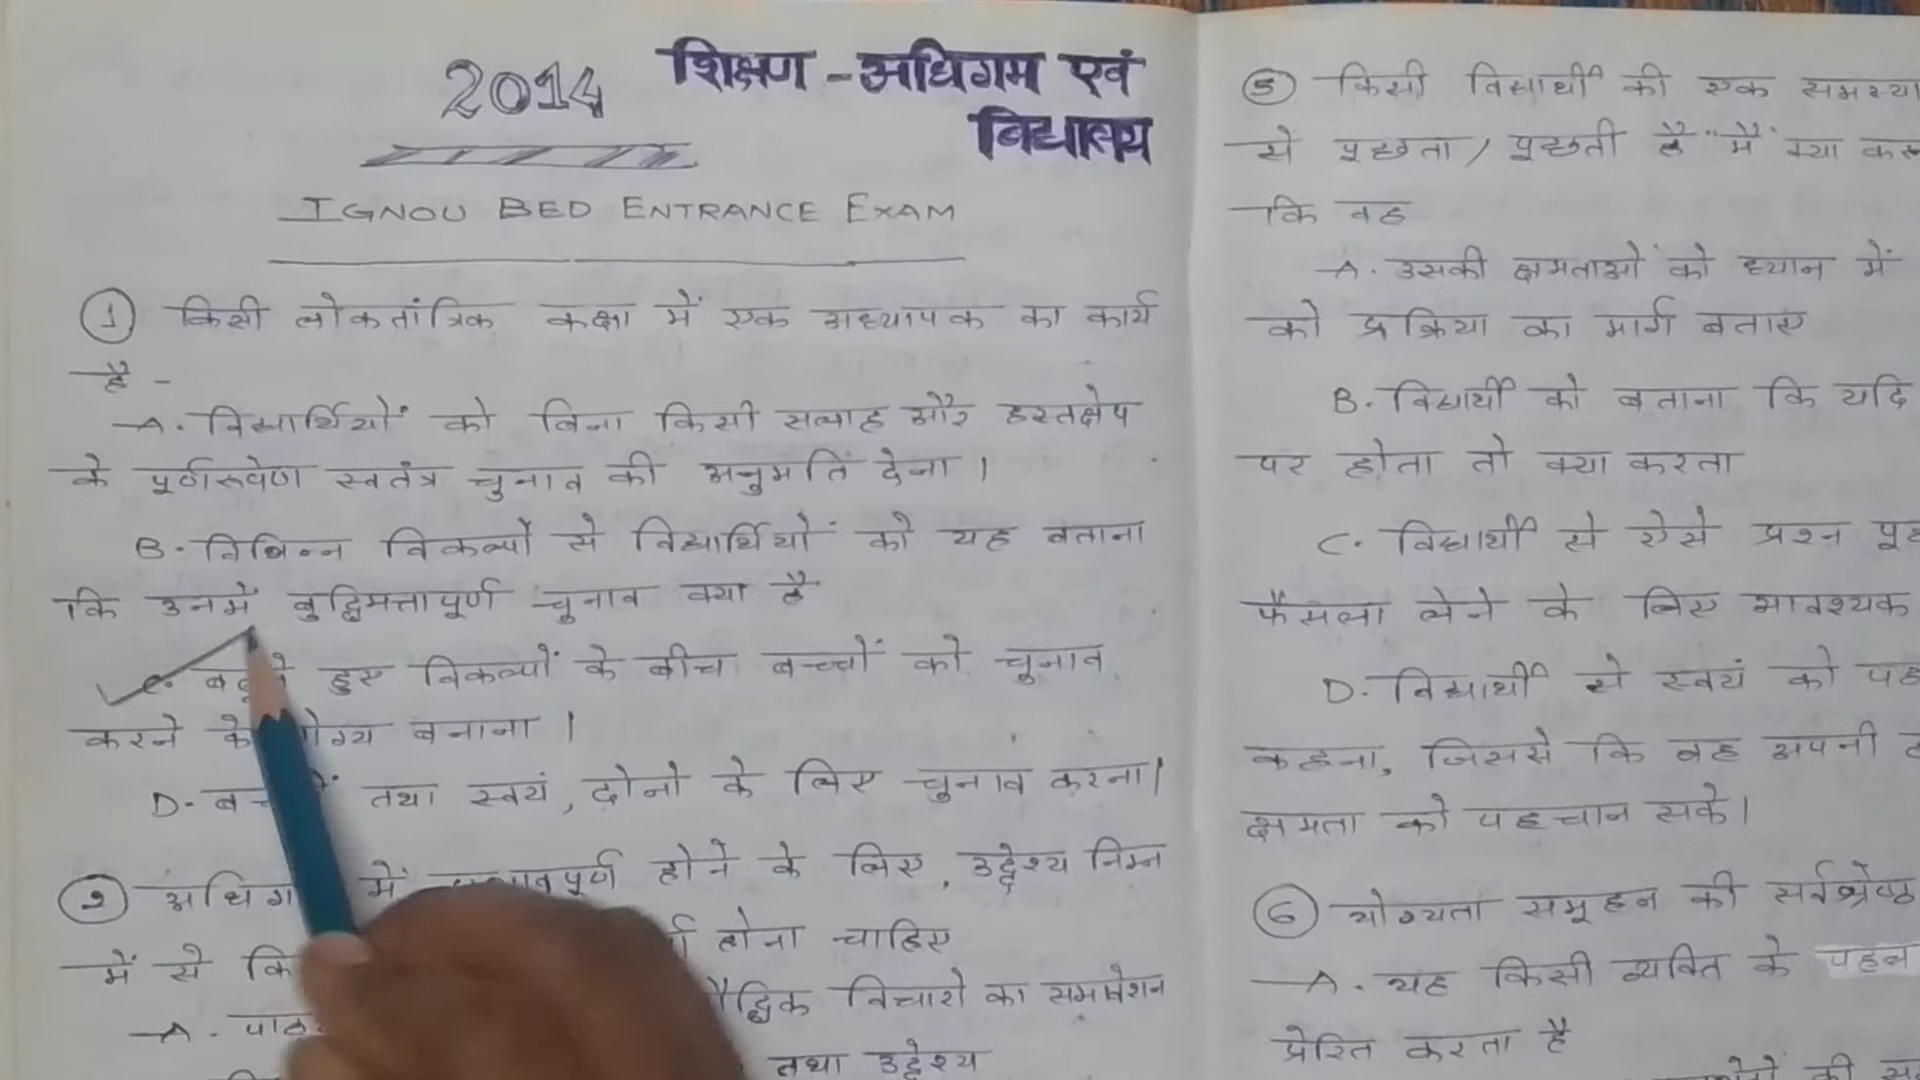 2014 शिक्षण - अधिगम एवं
विद्यालय
IGNOU BED ENTRANCE EXAM
① किसी लोकतांत्रिक कक्षा में एक अध्यापक का कार्य
है -
A. विद्यार्थियों को बिना किसी सलाह और हस्तक्षेप
के पूर्णरूपेण स्वतंत्र चुनाव की अनुमति देना।
B. विभिन्न विकल्पों से विद्यार्थियों को यह बताना
कि उनमें बुद्धिमत्तापूर्ण चुनाव क्या है
C. हुए विकल्पों के बीच बच्चों को चुनाव
करने के योग्य बनाना।
D. तथा स्वयं, दोनो के लिए चुनाव करना।
② में होने के लिए, उद्देश्य निम्न
में से होना चाहिए
A. विचारो का समावेशन
तथा उद्देश्य
⑤ किसी विद्यार्थी की एक समस्या
से पूछता / पूछती है "मैं क्या
कि वह
A. उसकी क्षमताओं को ध्यान में
को प्रक्रिया का मार्ग बताए
B. विद्यार्थी को बताना कि यदि
पर होता तो क्या करता
C. विद्यार्थी से ऐसे प्रश्न
फैसला लेने के लिए आवश्यक
D. विद्यार्थी से स्वयं को
कहना, जिससे कि वह अपनी
क्षमता को पहचान सके।
⑥ योग्यता समूहन की सर्वश्रेष्ठ
A. यह किसी व्यक्ति के पहल
प्रेरित करता है
की